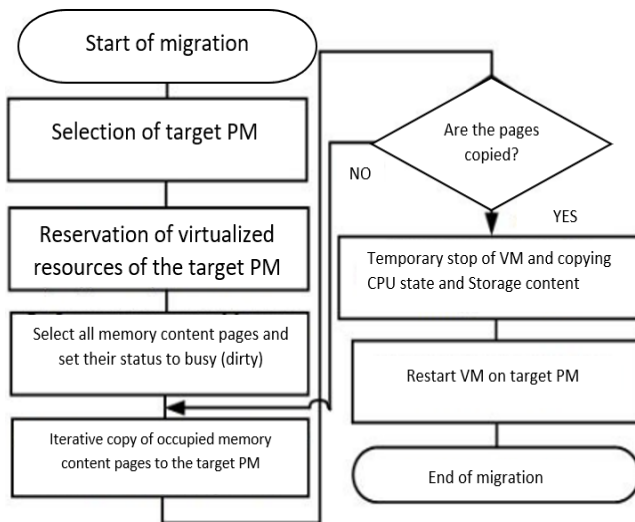 Start of migration
Selection of target PM
Reservation of virtualized
resources of the target PM
Select all memory content pages and
set their status to busy (dirty)
Iterative copy of occupied memory
content pages to the target PM
Are the pages
copied?
NO
YES
Temporary stop of VM and copying
CPU state and Storage content
Restart VM on target PM
End of migration